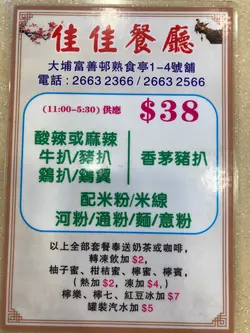 佳佳餐廳
大埔富善邨熟食亭1-4號舖
電話：2663 2366 / 2663 2566
(11:00-5:30) 供應 $38
酸辣或麻辣
牛扒/豬扒 香茅豬扒
鷄扒/鷄翼
配米粉/米線
河粉/通粉/麵/意粉
以上全部套餐奉送奶茶或咖啡，
轉凍飲加 $2，
柚子蜜、柑桔蜜、檸蜜、檸賓，
( 熱加 $2，凍加 $4,)
檸樂、檸七、紅豆冰加 $7
罐裝汽水加 $5